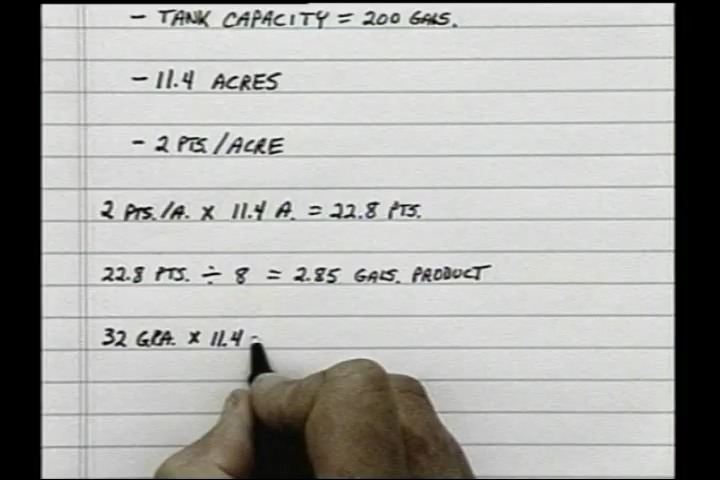 - TANK CAPACITY = 200 GALS.
- 11.4 ACRES
- 2 PTS./ACRE
2 PTS./A. x 11.4 A. = 22.8 PTS.
22.8 PTS. ÷ 8 = 2.85 GALS. PRODUCT
32 GPA. x 11.4